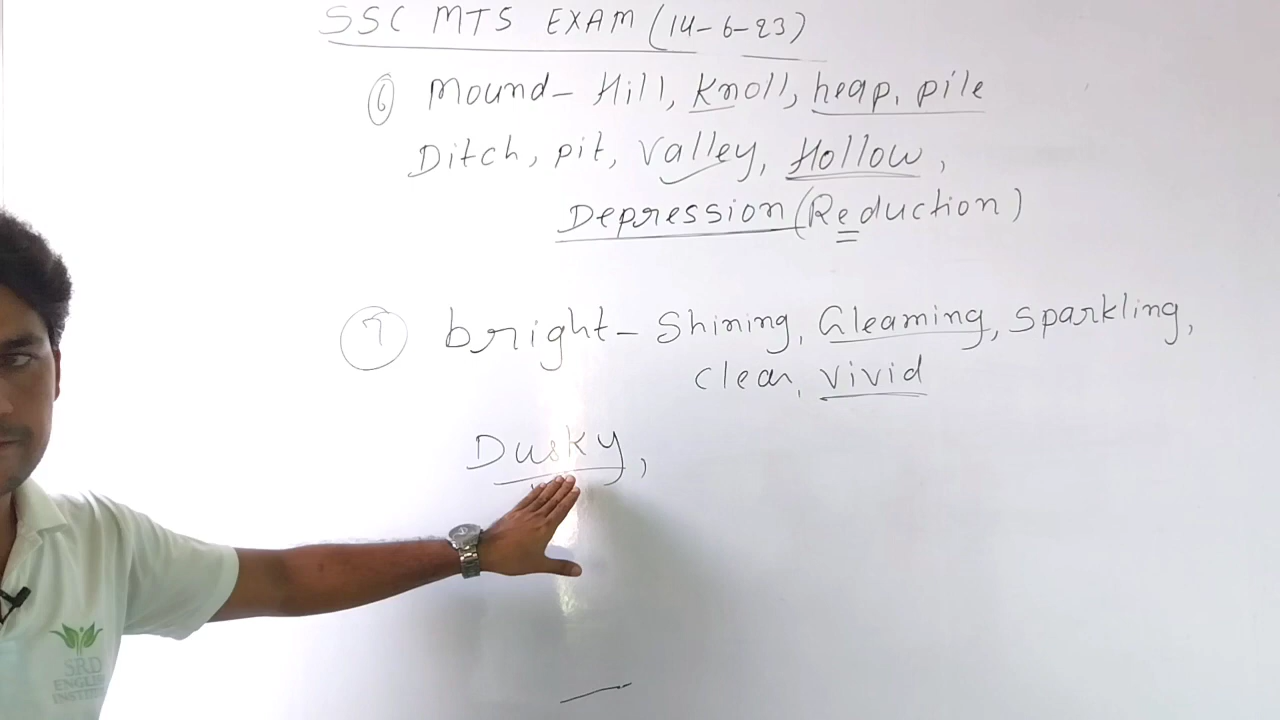 SSC MTS EXAM (14-6-23)
⑥ Mound- Hill, Knoll, heap, pile
Ditch, pit, Valley, Hollow,
Depression (Reduction)
⑦ bright- Shining, Gleaming, Sparkling,
Clear, Vivid
Dusky,
SRD
ENGLISH
INSTITUTE